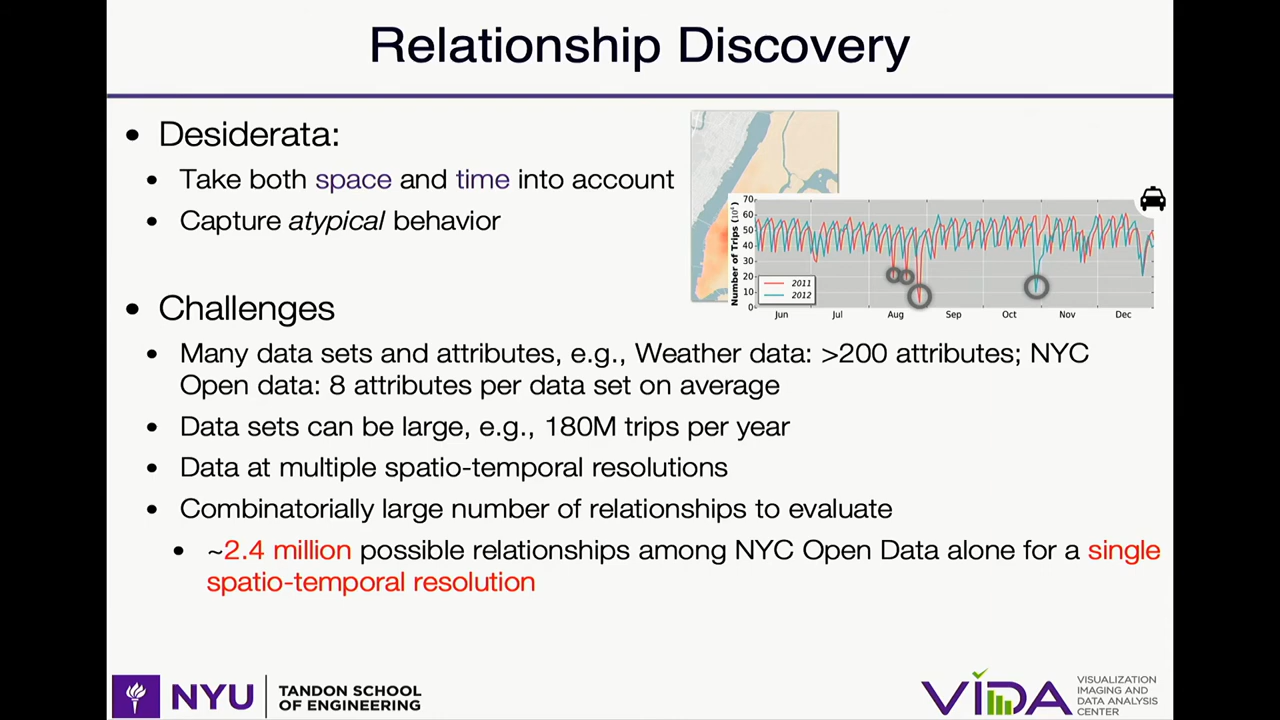 Relationship Discovery
• Desiderata:
• Take both space and time into account
• Capture atypical behavior
70
60
50
40
30
20
10
0
Number of Trips (10⁴)
2011
2012
Jun Jul Aug Sep Oct Nov Dec
• Challenges
• Many data sets and attributes, e.g., Weather data: >200 attributes; NYC
Open data: 8 attributes per data set on average
• Data sets can be large, e.g., 180M trips per year
• Data at multiple spatio-temporal resolutions
• Combinatorially large number of relationships to evaluate
• ~2.4 million possible relationships among NYC Open Data alone for a single
spatio-temporal resolution
NYU
TANDON SCHOOL
OF ENGINEERING
VIDA
VISUALIZATION
IMAGING AND
DATA ANALYSIS
CENTER